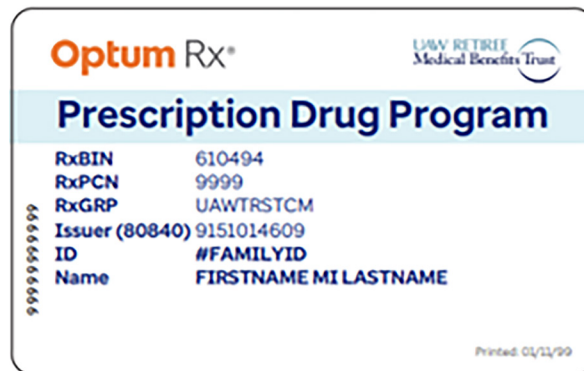 Optum Rx®
UAW RETIREE
Medical Benefits Trust
Prescription Drug Program
RxBIN 610494
RxPCN 9999
RxGRP UAWTRSTCM
Issuer (80840) 9151014609
ID #FAMILYID
Name FIRSTNAME MI LASTNAME
Printed: 01/11/99